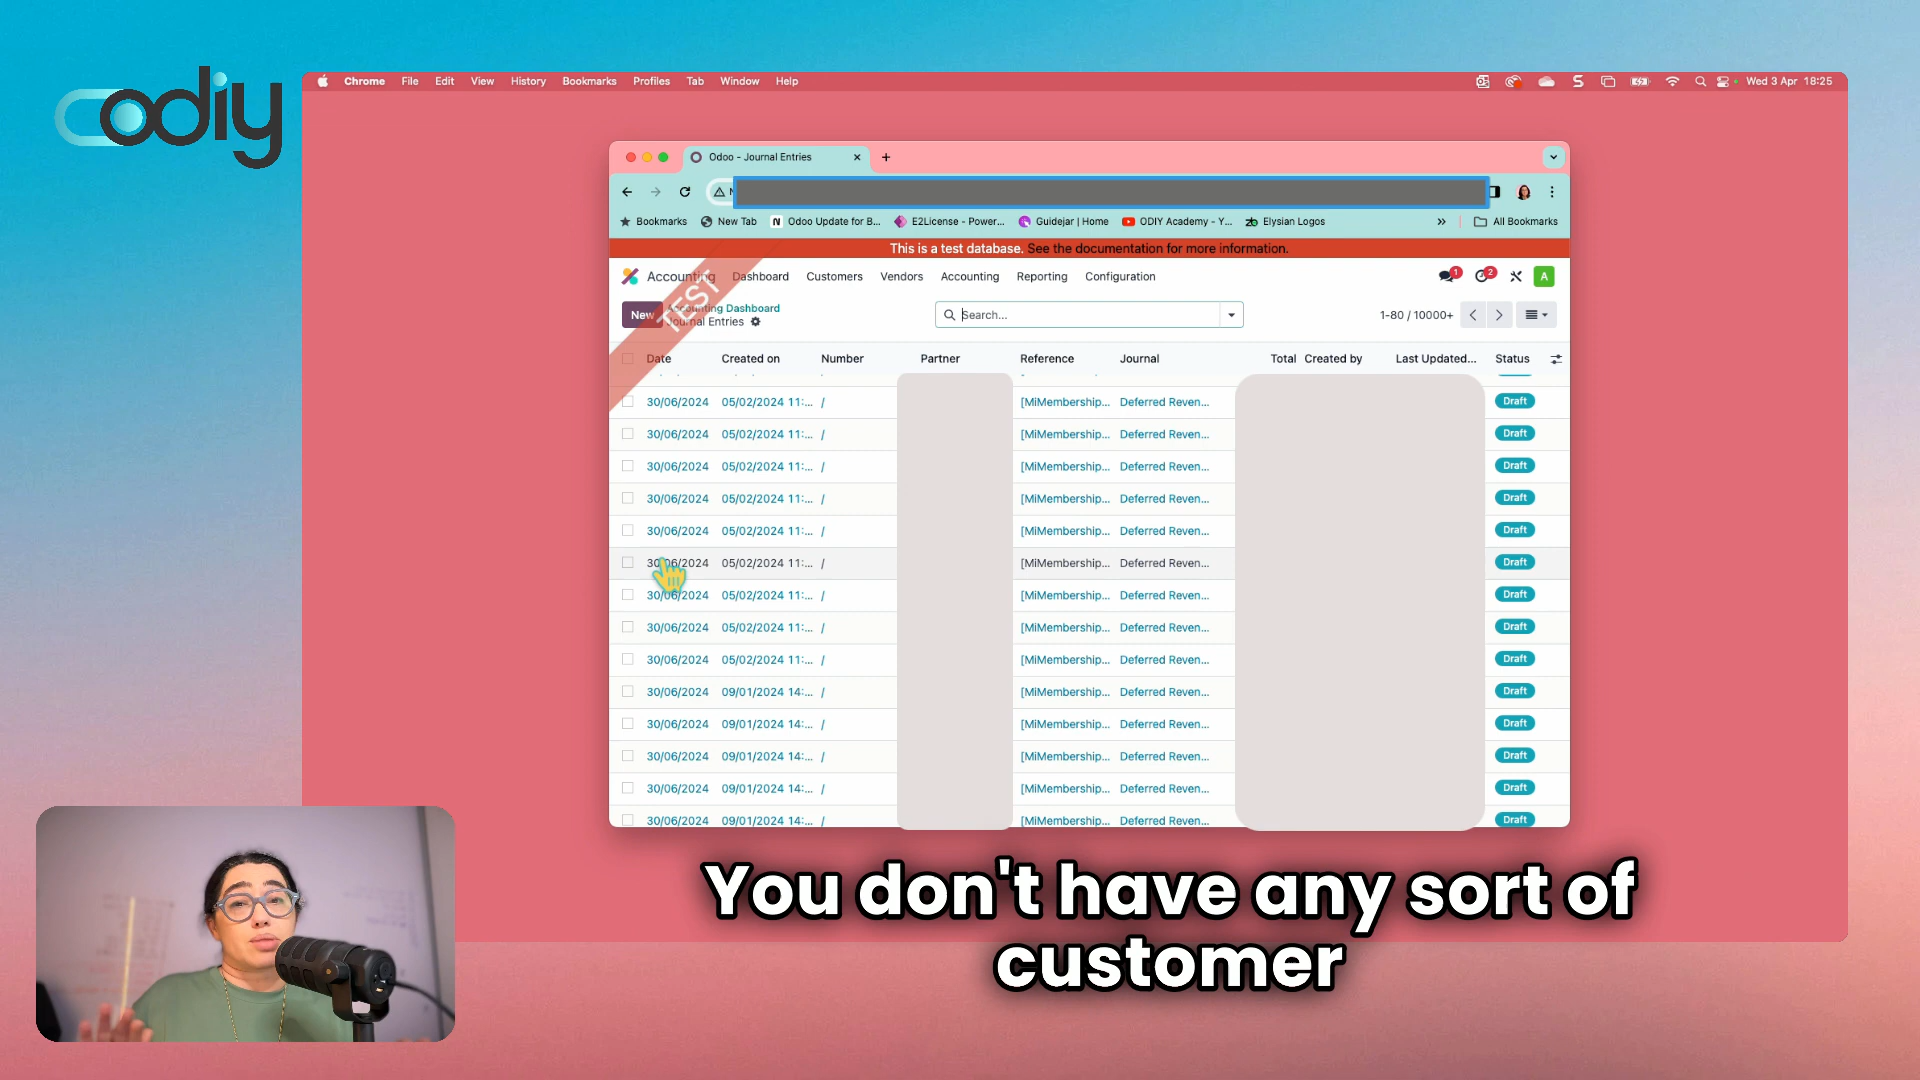 odiy
Chrome File Edit View History Bookmarks Profiles Tab Window Help
Wed 3 Apr 18:25
Odoo - Journal Entries
Bookmarks New Tab Odoo Update for B... E2License - Power... Guidejar | Home ODIY Academy - Y... Elysian Logos » All Bookmarks
This is a test database. See the documentation for more information.
Accounting Dashboard Customers Vendors Accounting Reporting Configuration 1 2 A
TEST
New Accounting Dashboard
Journal Entries
Search...
1-80 / 10000+
Date Created on Number Partner Reference Journal Total Created by Last Updated... Status
30/06/2024 05/02/2024 11:... / [MiMembership... Deferred Reven... Draft
30/06/2024 05/02/2024 11:... / [MiMembership... Deferred Reven... Draft
30/06/2024 05/02/2024 11:... / [MiMembership... Deferred Reven... Draft
30/06/2024 05/02/2024 11:... / [MiMembership... Deferred Reven... Draft
30/06/2024 05/02/2024 11:... / [MiMembership... Deferred Reven... Draft
30/06/2024 05/02/2024 11:... / [MiMembership... Deferred Reven... Draft
30/06/2024 05/02/2024 11:... / [MiMembership... Deferred Reven... Draft
30/06/2024 05/02/2024 11:... / [MiMembership... Deferred Reven... Draft
30/06/2024 05/02/2024 11:... / [MiMembership... Deferred Reven... Draft
30/06/2024 09/01/2024 14:... / [MiMembership... Deferred Reven... Draft
30/06/2024 09/01/2024 14:... / [MiMembership... Deferred Reven... Draft
30/06/2024 09/01/2024 14:... / [MiMembership... Deferred Reven... Draft
30/06/2024 09/01/2024 14:... / [MiMembership... Deferred Reven... Draft
30/06/2024 09/01/2024 14:... / [MiMembership... Deferred Reven... Draft
You don't have any sort of
customer